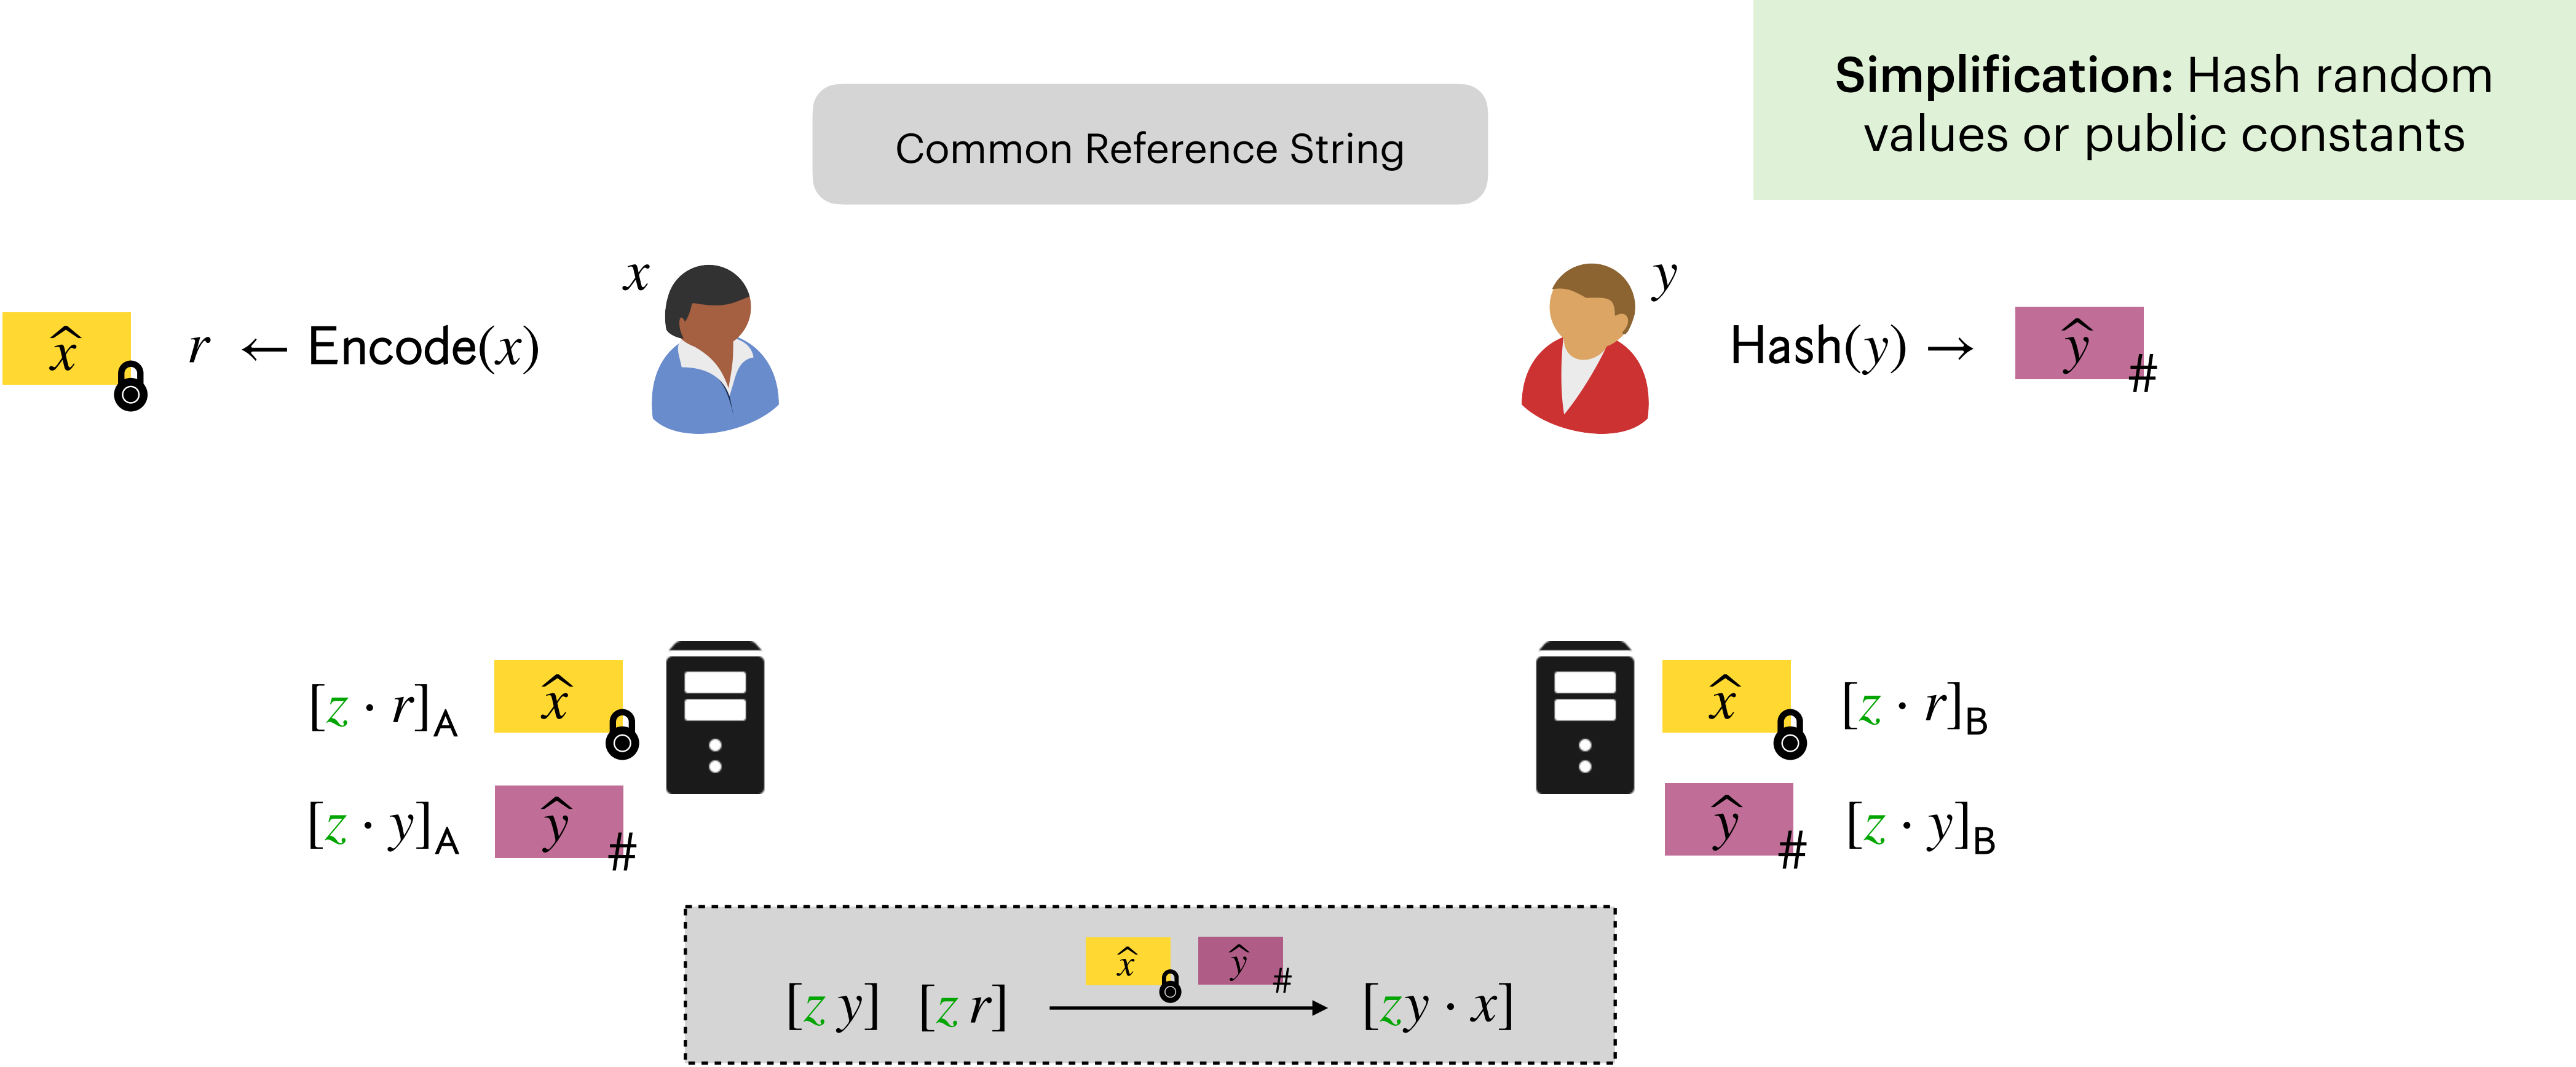 Simplification: Hash random
values or public constants
Common Reference String
x
y
x̂ r ← Encode(x)
Hash(y) → ŷ #
[z · r]A x̂
x̂ [z · r]B
[z · y]A ŷ #
ŷ # [z · y]B
x̂ ŷ #
[z y] [z r] → [zy · x]